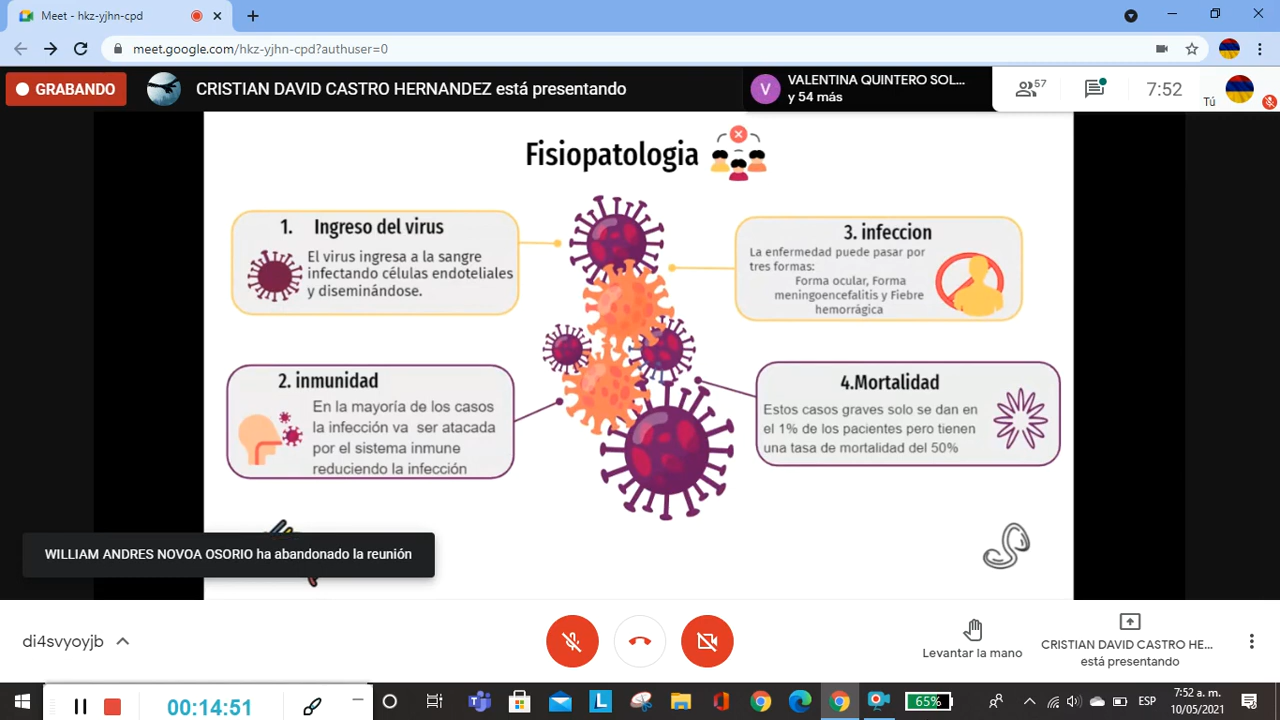 Meet - hkz-yjhn-cpd
meet.google.com/hkz-yjhn-cpd?authuser=0
GRABANDO
CRISTIAN DAVID CASTRO HERNANDEZ está presentando
V
VALENTINA QUINTERO SOL...
y 54 más
57
7:52
Tú
Fisiopatologia
1. Ingreso del virus
El virus ingresa a la sangre
infectando células endoteliales
y diseminándose.
2. inmunidad
En la mayoría de los casos
la infección va ser atacada
por el sistema inmune
reduciendo la infección
3. infeccion
La enfermedad puede pasar por
tres formas:
Forma ocular, Forma
meningoencefalitis y Fiebre
hemorrágica
4.Mortalidad
Estos casos graves solo se dan en
el 1% de los pacientes pero tienen
una tasa de mortalidad del 50%
WILLIAM ANDRES NOVOA OSORIO ha abandonado la reunión
di4svyoyjb
Levantar la mano
CRISTIAN DAVID CASTRO HE...
está presentando
00:14:51
65%
ESP
7:52 a. m.
10/05/2021